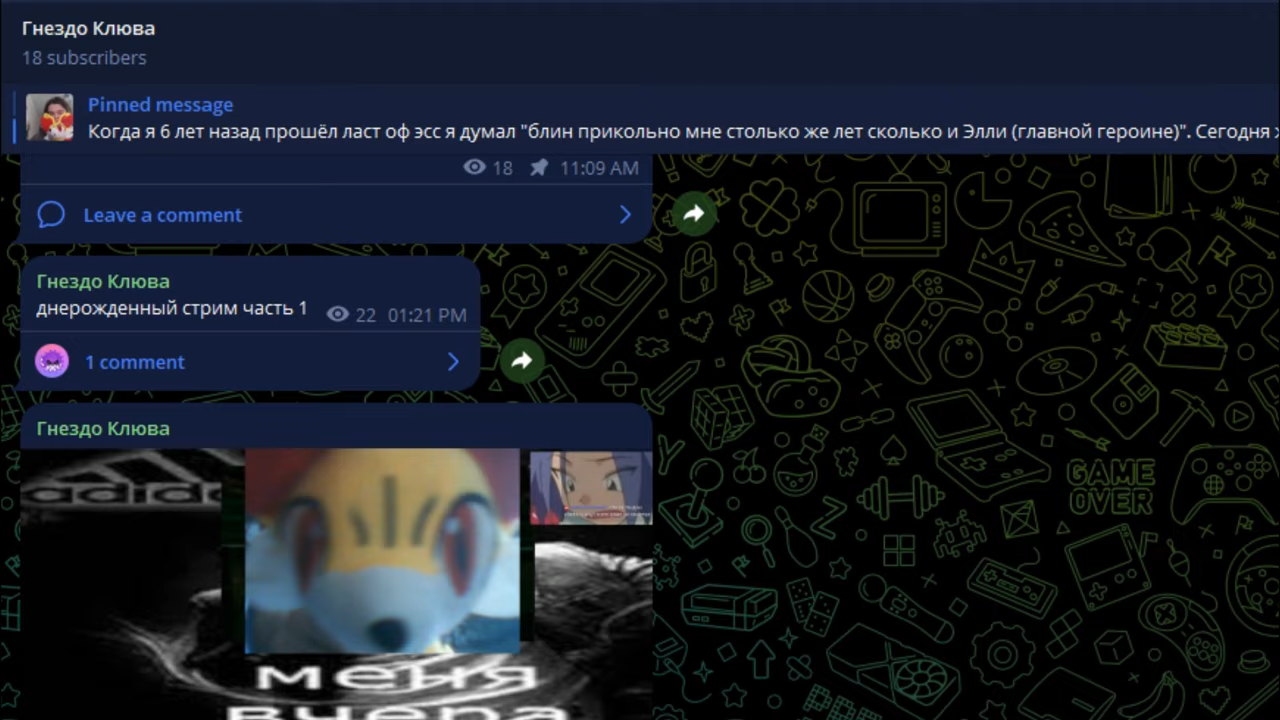 Гнездо Клюва
18 subscribers
Pinned message
Когда я 6 лет назад прошёл ласт оф эсс я думал "блин прикольно мне столько же лет сколько и Элли (главной героине)". Сегодня
18 11:09 AM
Leave a comment
Гнездо Клюва
днерожденный стрим часть 1 22 01:21 PM
1 comment
Гнездо Клюва
adida
GAME
OVER
меня
вчера